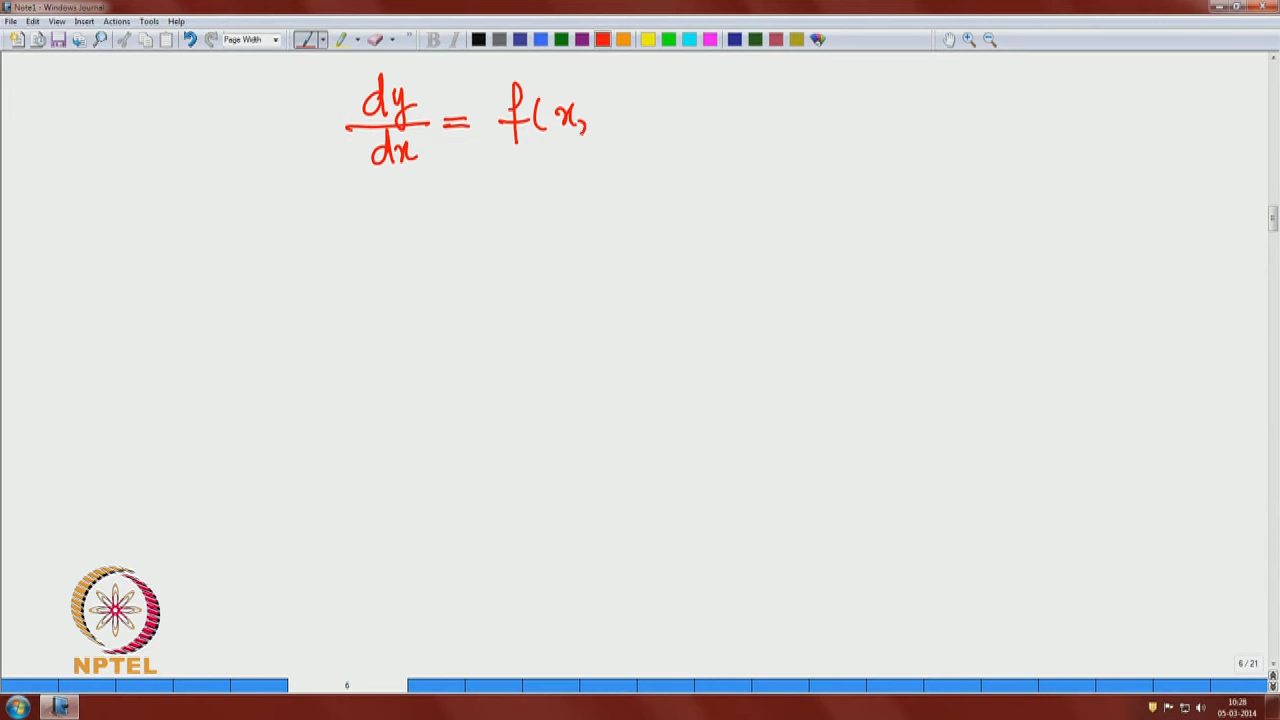 Note1 - Windows Journal
File Edit View Insert Actions Tools Help
Page Width
B I
dy/dx = f(x,
NPTEL
6 / 21
6
10:28
05-03-2014